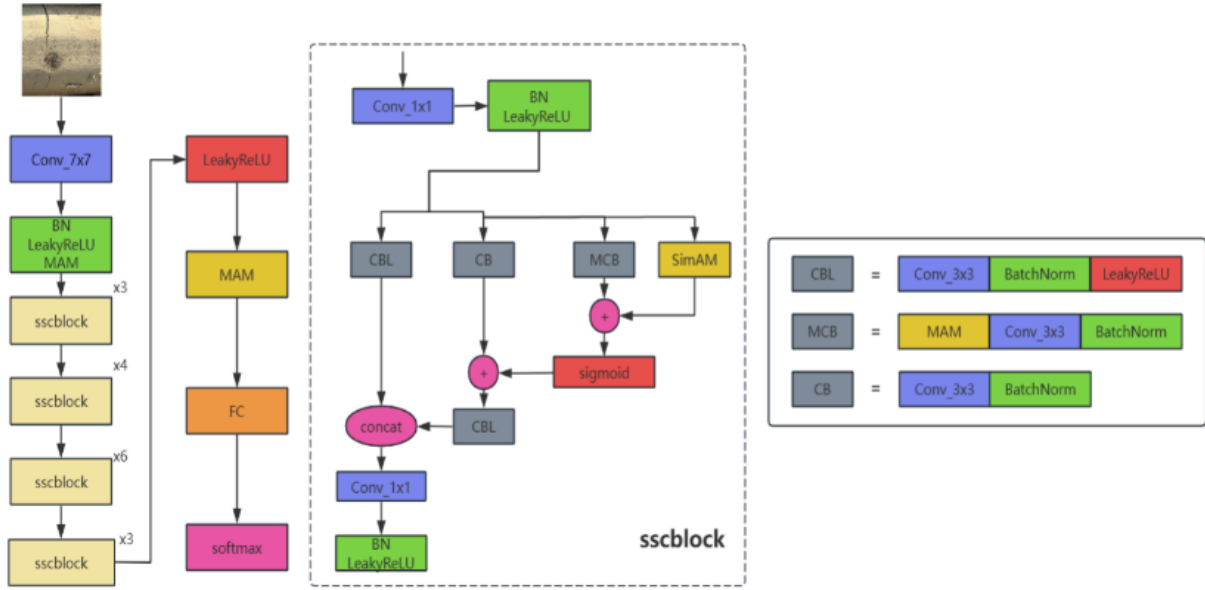 Conv_7x7
BN
LeakyReLU
MAM
x3
sscblock
x4
sscblock
x6
sscblock
x3
sscblock
LeakyReLU
MAM
FC
softmax
Conv_1x1
BN
LeakyReLU
CBL
CB
MCB
SimAM
+
sigmoid
+
concat
CBL
Conv_1x1
BN
LeakyReLU
sscblock
CBL = Conv_3x3 BatchNorm LeakyReLU
MCB = MAM Conv_3x3 BatchNorm
CB = Conv_3x3 BatchNorm